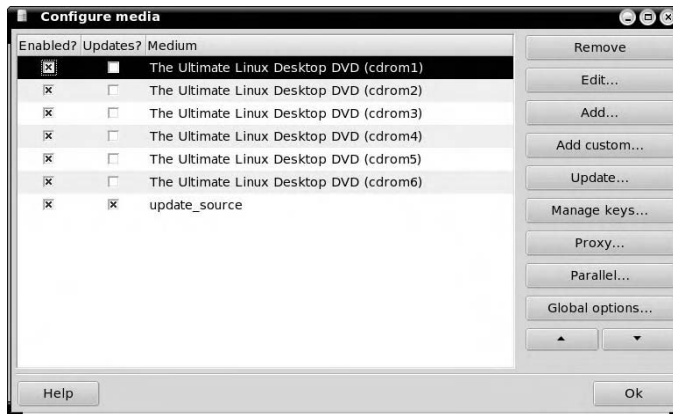 Configure media
Enabled? Updates? Medium
The Ultimate Linux Desktop DVD (cdrom1)
The Ultimate Linux Desktop DVD (cdrom2)
The Ultimate Linux Desktop DVD (cdrom3)
The Ultimate Linux Desktop DVD (cdrom4)
The Ultimate Linux Desktop DVD (cdrom5)
The Ultimate Linux Desktop DVD (cdrom6)
update_source
Remove
Edit...
Add...
Add custom...
Update...
Manage keys...
Proxy...
Parallel...
Global options...
Help
Ok